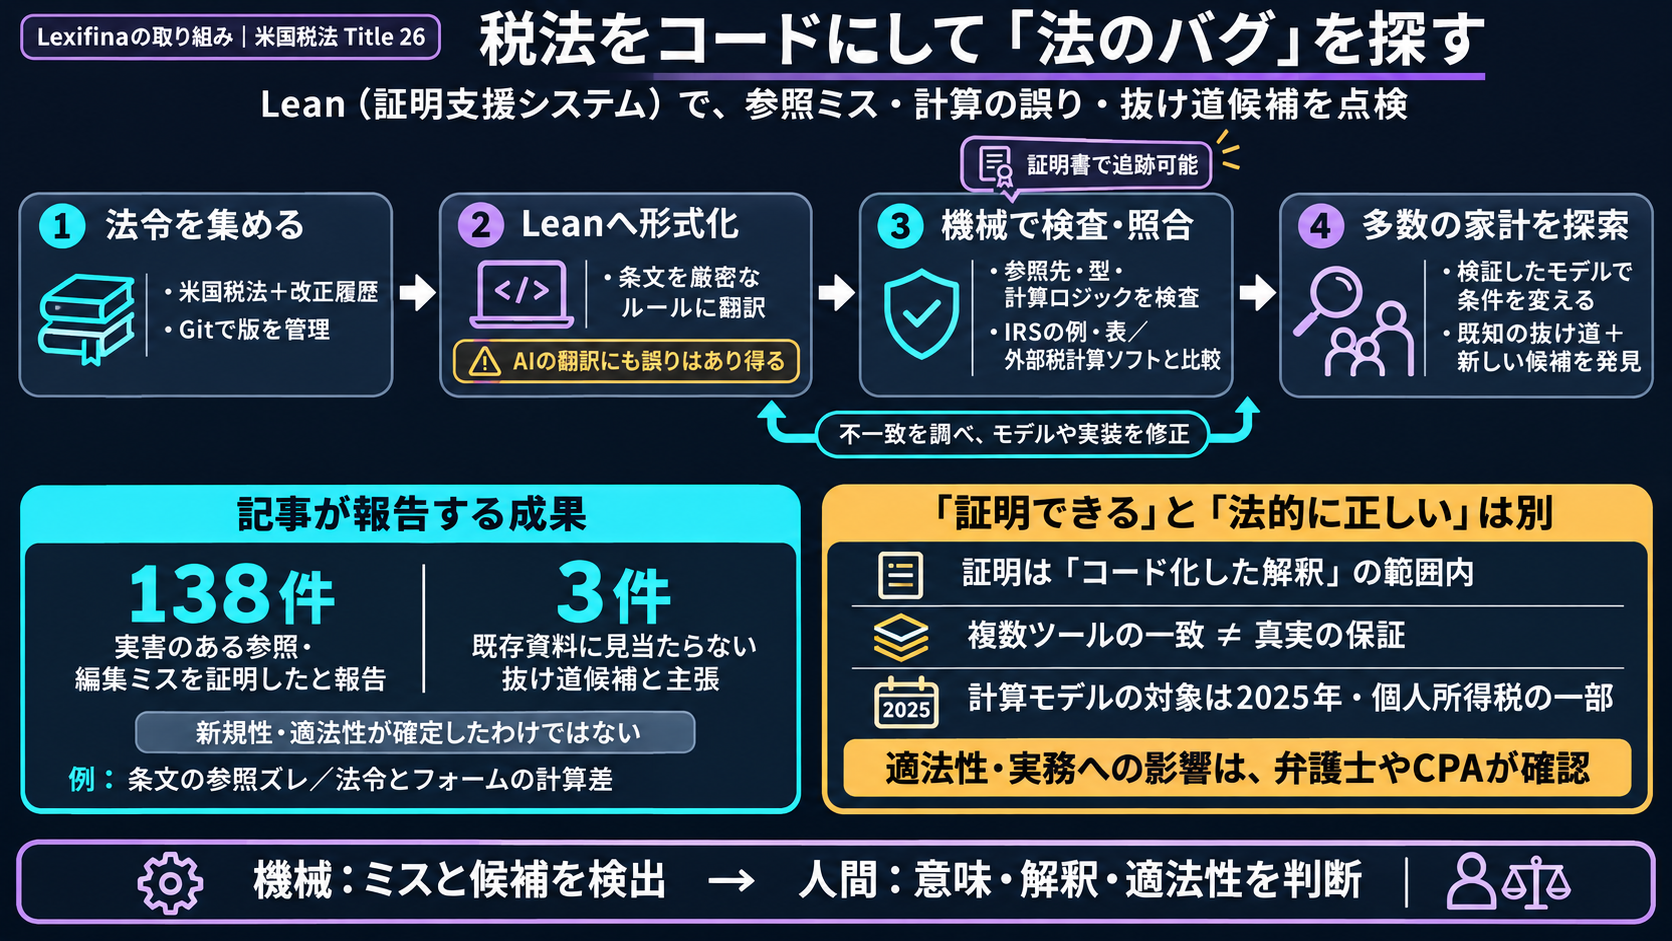 Lexifinaの取り組み｜米国税法 Title 26
税法をコードにして「法のバグ」を探す
Lean（証明支援システム）で、参照ミス・計算の誤り・抜け道候補を点検
証明書で追跡可能
1 法令を集める
・米国税法＋改正履歴
・Gitで版を管理
2 Leanへ形式化
</>
・条文を厳密な
ルールに翻訳
AIの翻訳にも誤りはあり得る
3 機械で検査・照合
・参照先・型・
計算ロジックを検査
・IRSの例・表／
外部税計算ソフトと比較
4 多数の家計を探索
・検証したモデルで
条件を変える
・既知の抜け道＋
新しい候補を発見
不一致を調べ、モデルや実装を修正
記事が報告する成果
138件
実害のある参照・
編集ミスを証明したと報告
3件
既存資料に見当たらない
抜け道候補と主張
新規性・適法性が確定したわけではない
例：条文の参照ズレ／法令とフォームの計算差
「証明できる」と「法的に正しい」は別
証明は「コード化した解釈」の範囲内
複数ツールの一致 ≠ 真実の保証
2025
計算モデルの対象は2025年・個人所得税の一部
適法性・実務への影響は、弁護士やCPAが確認
機械：ミスと候補を検出 → 人間：意味・解釈・適法性を判断